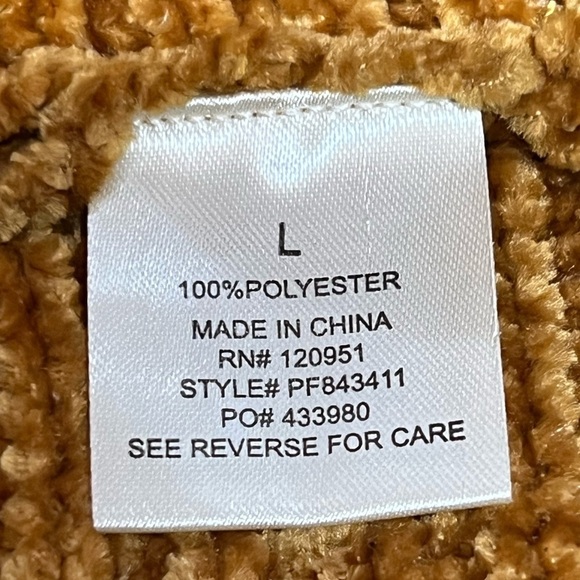 L
100%POLYESTER
MADE IN CHINA
RN# 120951
STYLE# PF843411
PO# 433980
SEE REVERSE FOR CARE